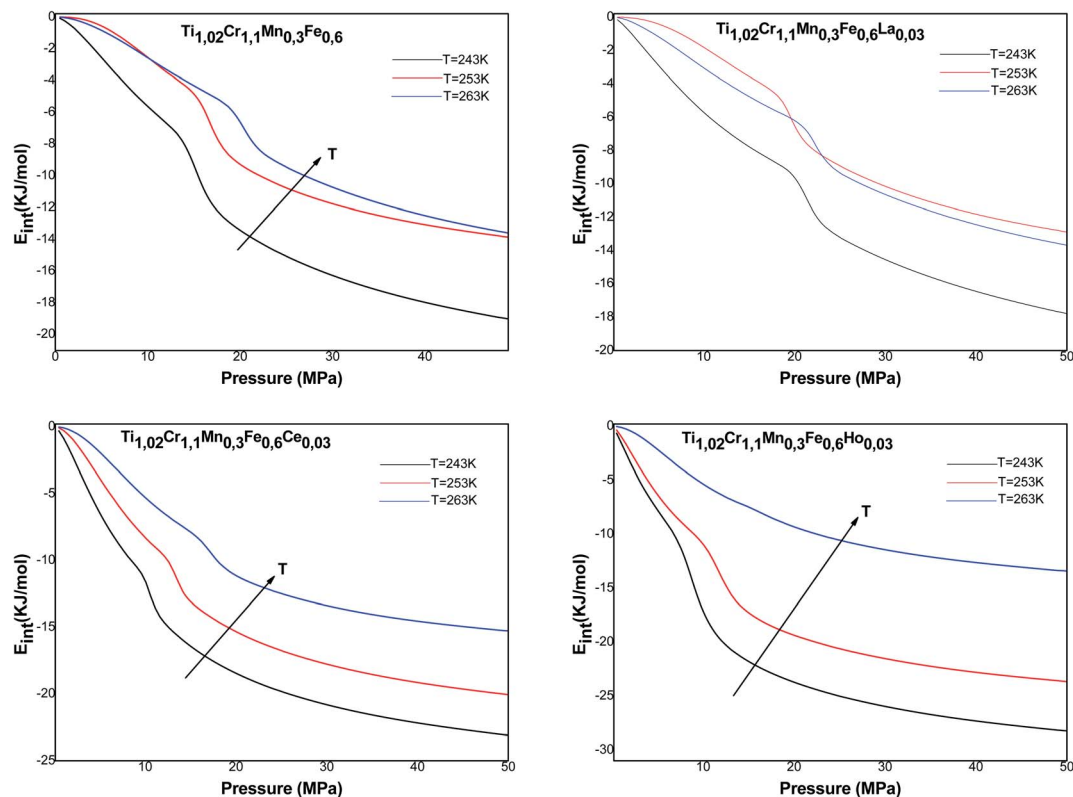 Ti1,02Cr1,1Mn0,3Fe0,6
T=243K
T=253K
T=263K
T
0
-2
-4
-6
-8
-10
-12
-14
-16
-18
-20
Eint(KJ/mol)
0 10 20 30 40
Pressure (MPa)
Ti1,02Cr1,1Mn0,3Fe0,6La0,03
T=243K
T=253K
T=263K
0
-2
-4
-6
-8
-10
-12
-14
-16
-18
-20
Eint(KJ/mol)
10 20 30 40 50
Pressure (MPa)
Ti1,02Cr1,1Mn0,3Fe0,6Ce0,03
T=243K
T=253K
T=263K
T
0
-5
-10
-15
-20
-25
Eint(KJ/mol)
10 20 30 40 50
Pressure (MPa)
Ti1,02Cr1,1Mn0,3Fe0,6Ho0,03
T=243K
T=253K
T=263K
T
0
-5
-10
-15
-20
-25
-30
Eint(KJ/mol)
10 20 30 40 50
Pressure (MPa)